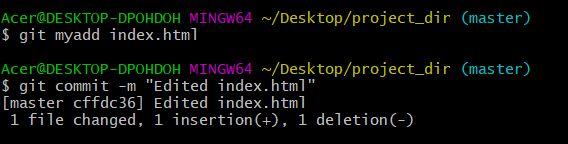 Acer@DESKTOP-DPOHDOH MINGW64 ~/Desktop/project_dir (master)
$ git myadd index.html
Acer@DESKTOP-DPOHDOH MINGW64 ~/Desktop/project_dir (master)
$ git commit -m "Edited index.html"
[master cffdc36] Edited index.html
 1 file changed, 1 insertion(+), 1 deletion(-)